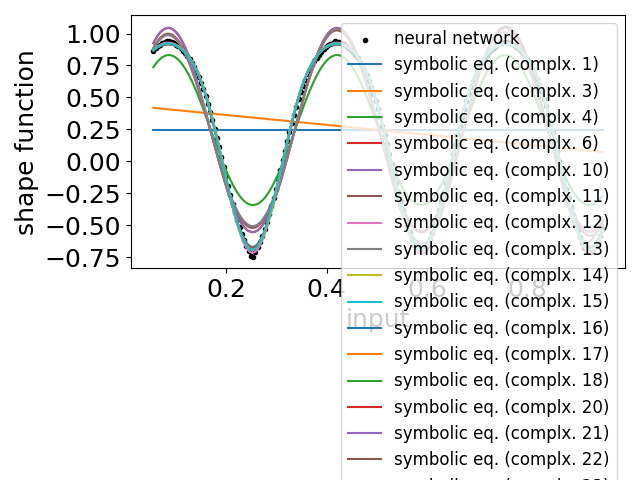 shape function
1.00
0.75
0.50
0.25
0.00
−0.25
−0.50
−0.75
0.2
0.4
0.6
0.8
input
neural network
symbolic eq. (complx. 1)
symbolic eq. (complx. 3)
symbolic eq. (complx. 4)
symbolic eq. (complx. 6)
symbolic eq. (complx. 10)
symbolic eq. (complx. 11)
symbolic eq. (complx. 12)
symbolic eq. (complx. 13)
symbolic eq. (complx. 14)
symbolic eq. (complx. 15)
symbolic eq. (complx. 16)
symbolic eq. (complx. 17)
symbolic eq. (complx. 18)
symbolic eq. (complx. 20)
symbolic eq. (complx. 21)
symbolic eq. (complx. 22)